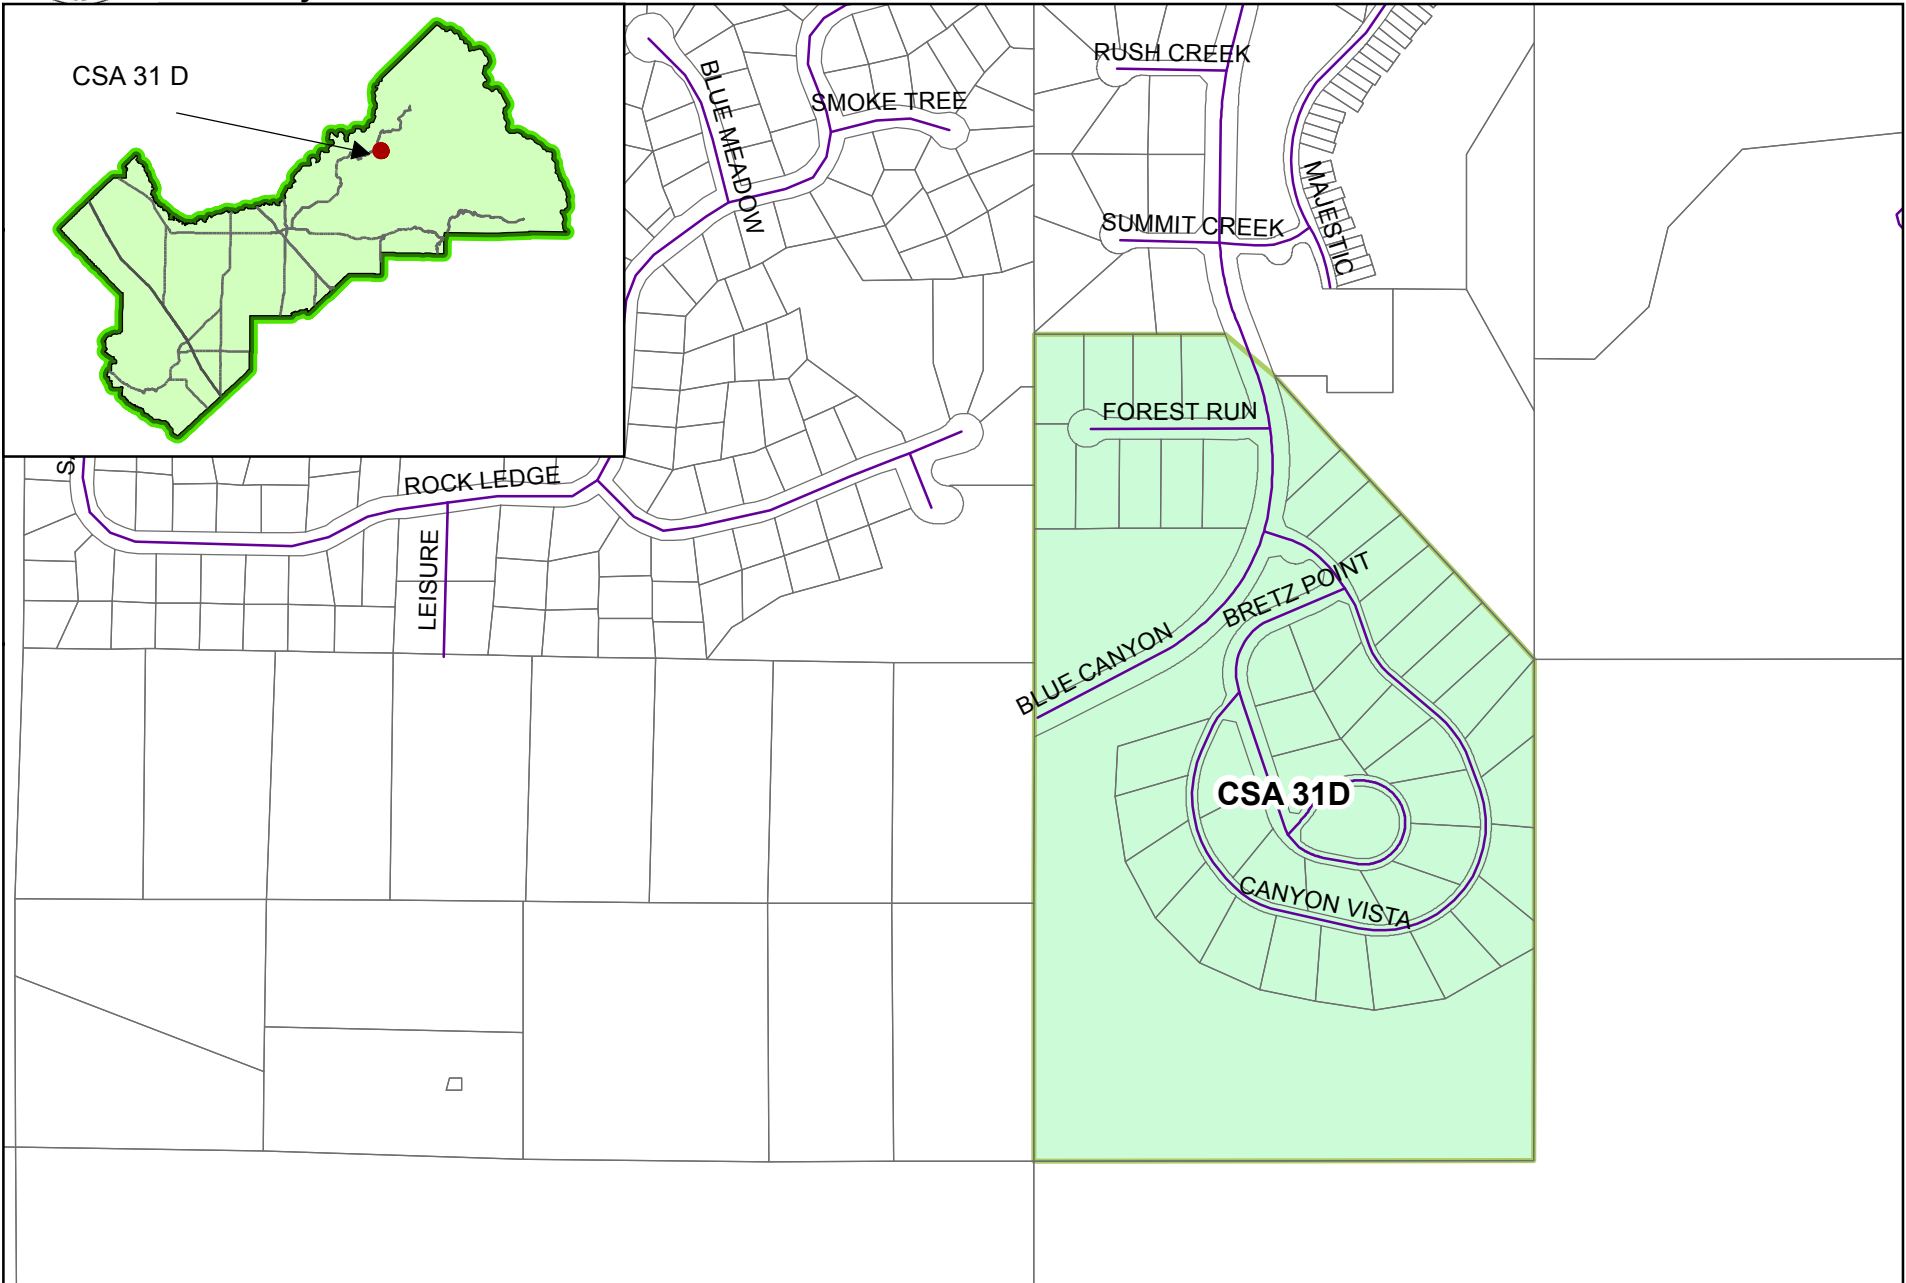 CSA 31 D
RUSH CREEK
BLUE MEADOW
SMOKE TREE
MAJESTIC
SUMMIT CREEK
FOREST RUN
ROCK LEDGE
LEISURE
BRETZ POINT
BLUE CANYON
CSA 31D
CANYON VISTA